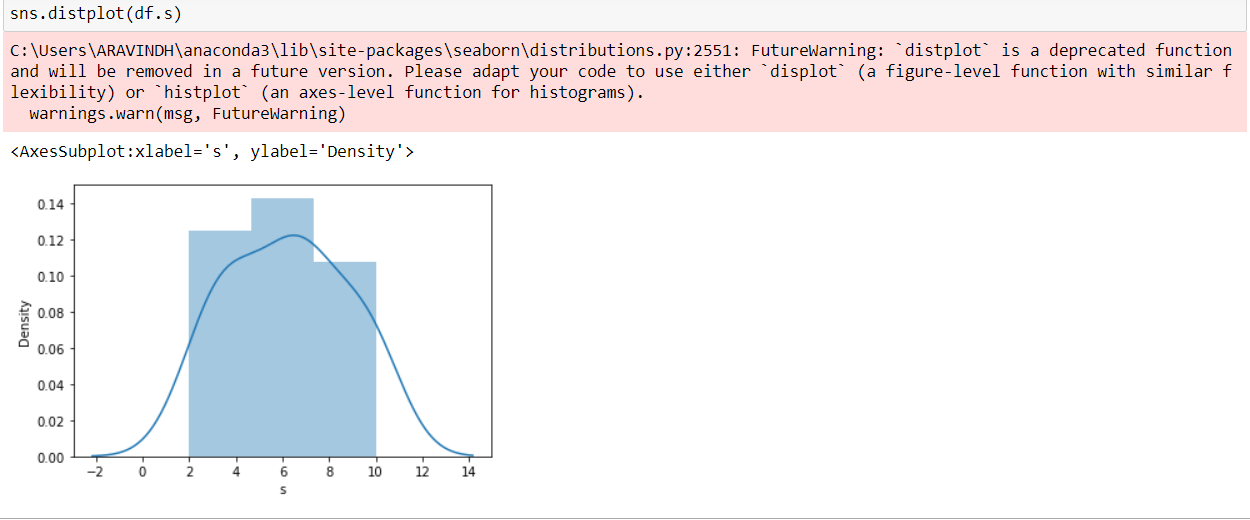 sns.distplot(df.s)
C:\Users\ARAVINDH\anaconda3\lib\site-packages\seaborn\distributions.py:2551: FutureWarning: `distplot` is a deprecated function
and will be removed in a future version. Please adapt your code to use either `displot` (a figure-level function with similar f
lexibility) or `histplot` (an axes-level function for histograms).
  warnings.warn(msg, FutureWarning)
<AxesSubplot:xlabel='s', ylabel='Density'>
0.14
0.12
0.10
0.08
0.06
0.04
0.02
0.00
Density
−2 0 2 4 6 8 10 12 14
s